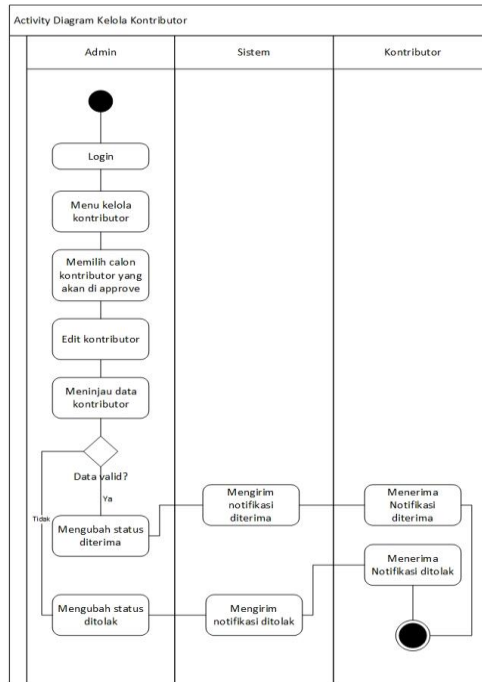 Activity Diagram Kelola Kontributor
Admin
Sistem
Kontributor
Login
Menu kelola
kontributor
Memilih calon
kontributor yang
akan di approve
Edit kontributor
Meninjau data
kontributor
Data valid?
Ya
Tidak
Mengubah status
diterima
Mengirim
notifikasi
diterima
Menerima
Notifikasi
diterima
Menerima
Notifikasi ditolak
Mengubah status
ditolak
Mengirim
notifikasi ditolak